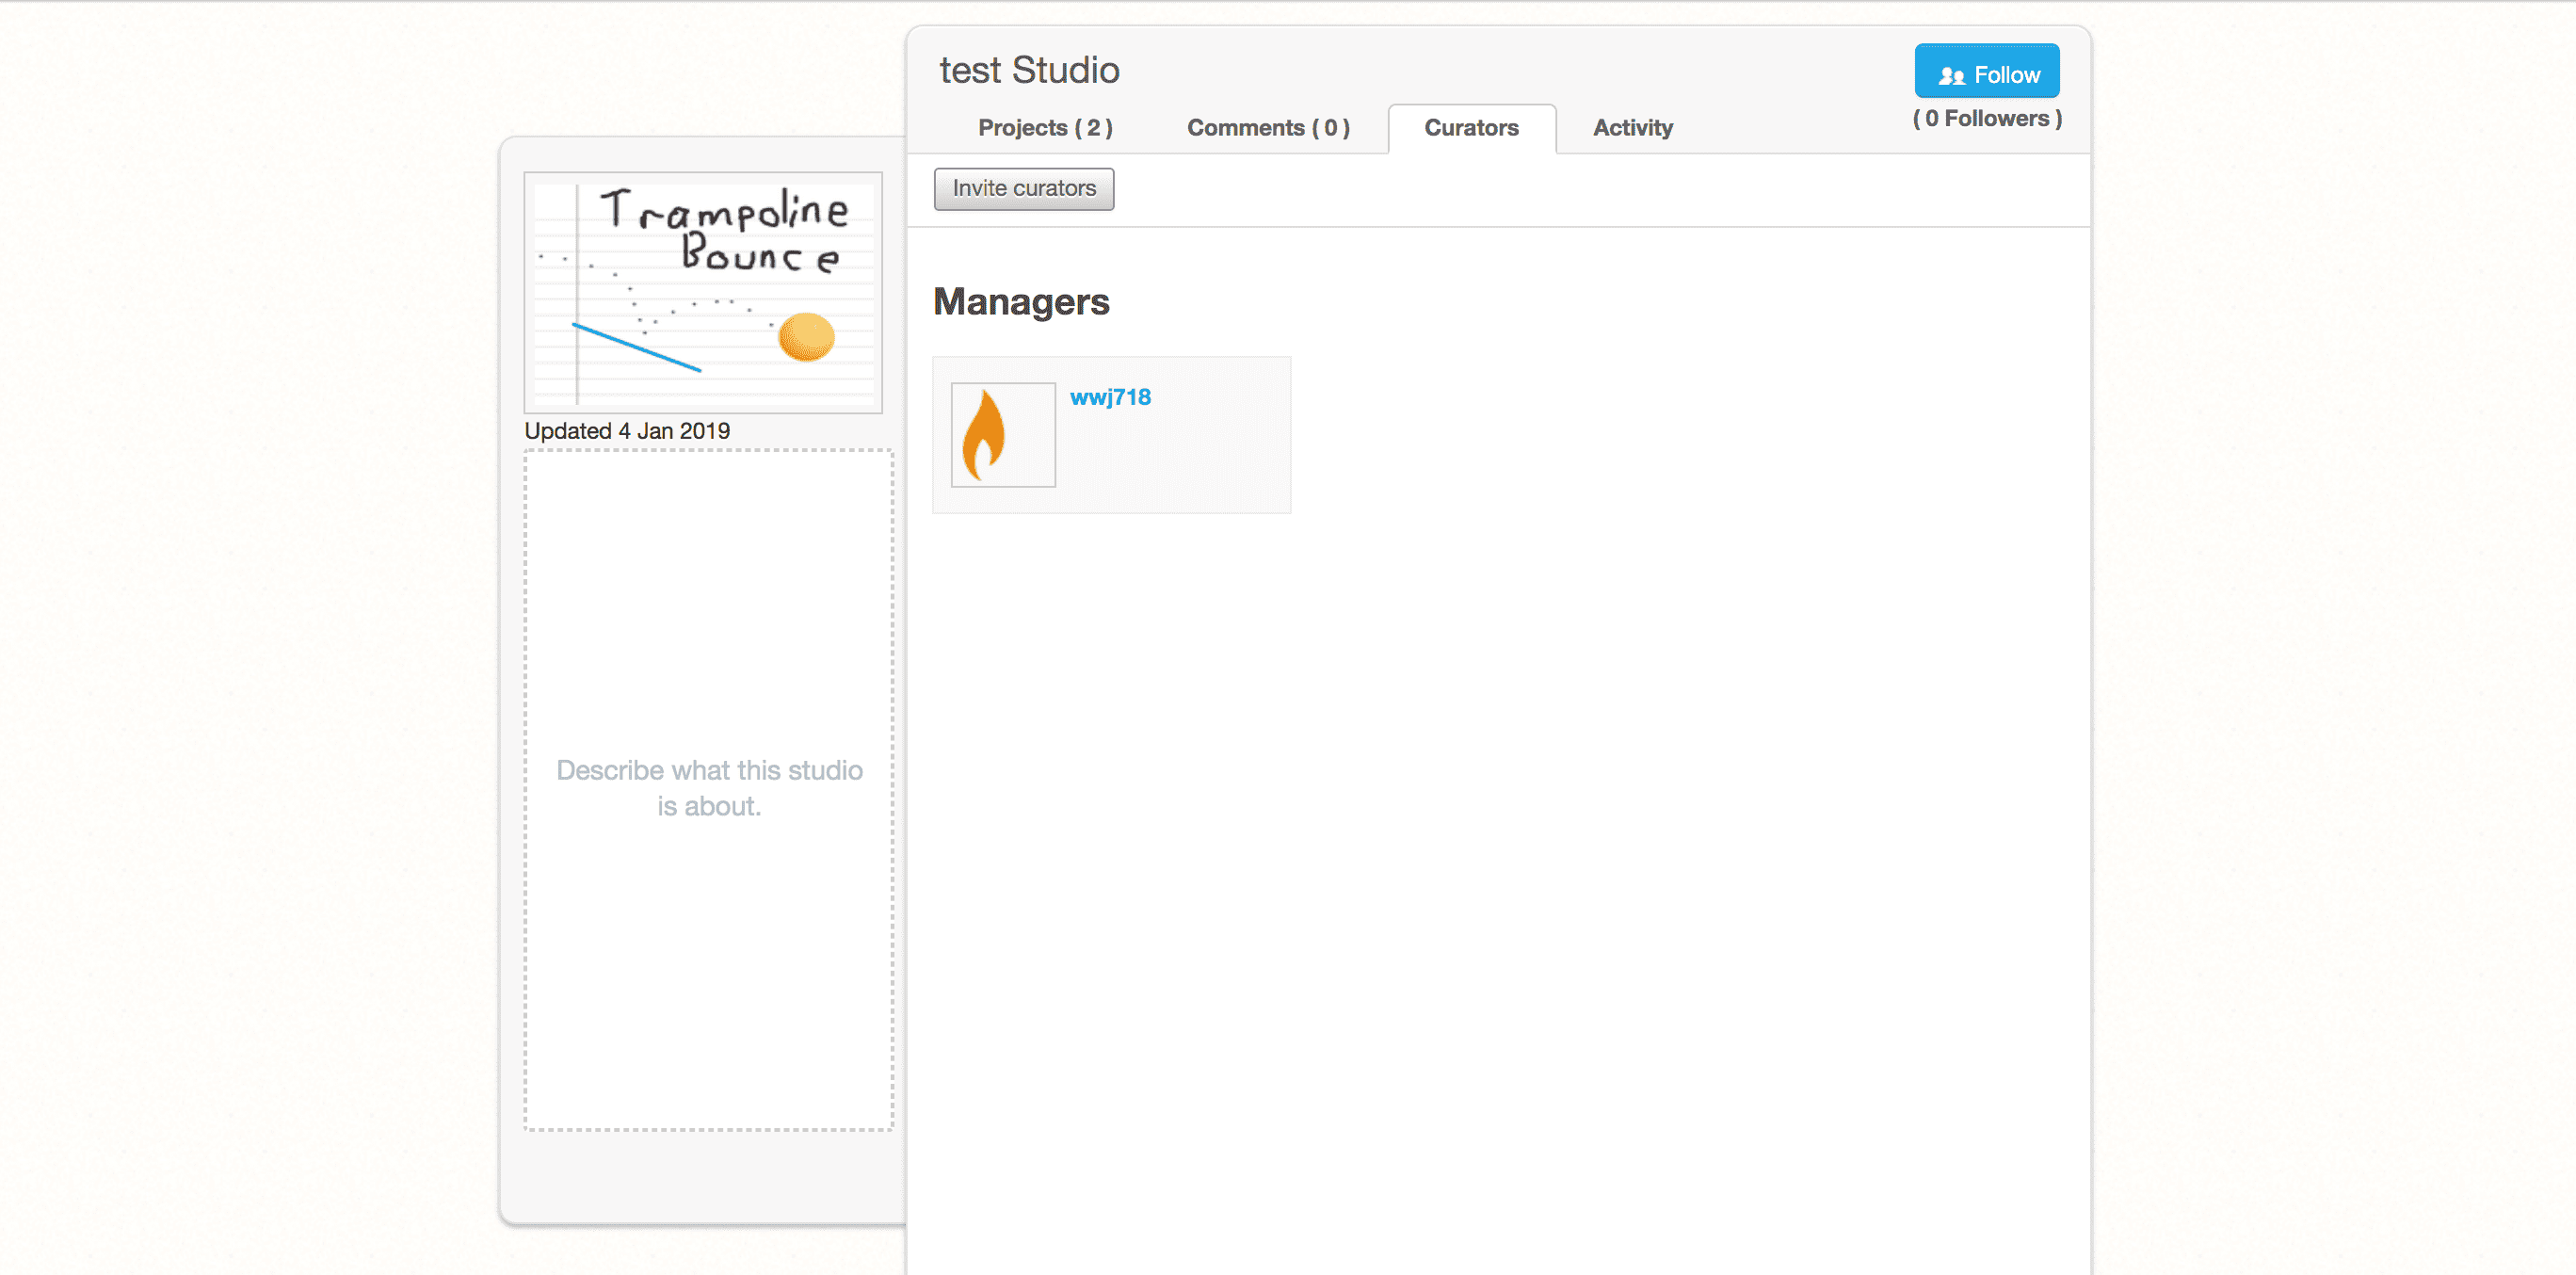 test Studio
Follow
( 0 Followers )
Projects ( 2 )
Comments ( 0 )
Curators
Activity
Invite curators
Trampoline
Bounce
Updated 4 Jan 2019
Describe what this studio
is about.
Managers
wwj718